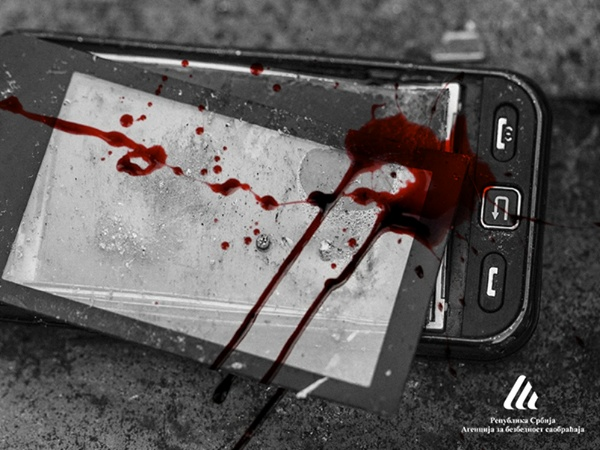 Република Србија
Агенција за безбедност саобраћаја